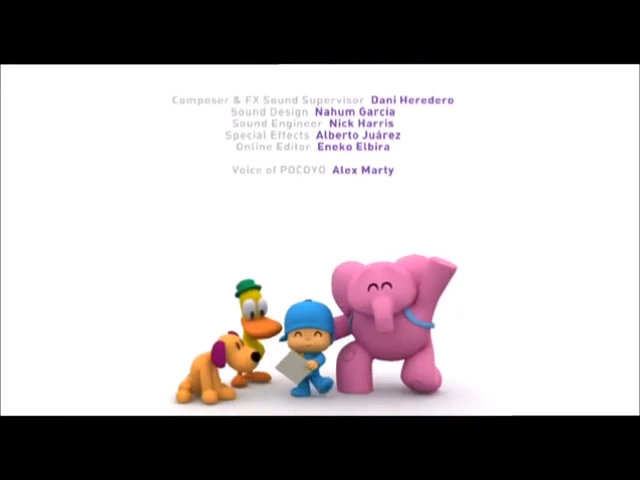 Composer & FX Sound Supervisor Dani Heredero
Sound Design Nahum García
Sound Engineer Nick Harris
Special Effects Alberto Juárez
Online Editor Eneko Elbira
Voice of POCOYO Alex Marty